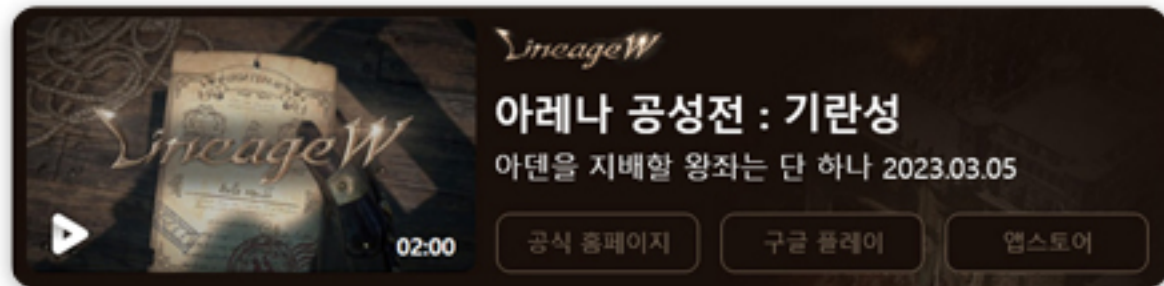 LineageW
LineageW
아레나 공성전 : 기란성
아덴을 지배할 왕좌는 단 하나 2023.03.05
02:00
공식 홈페이지
구글 플레이
앱스토어